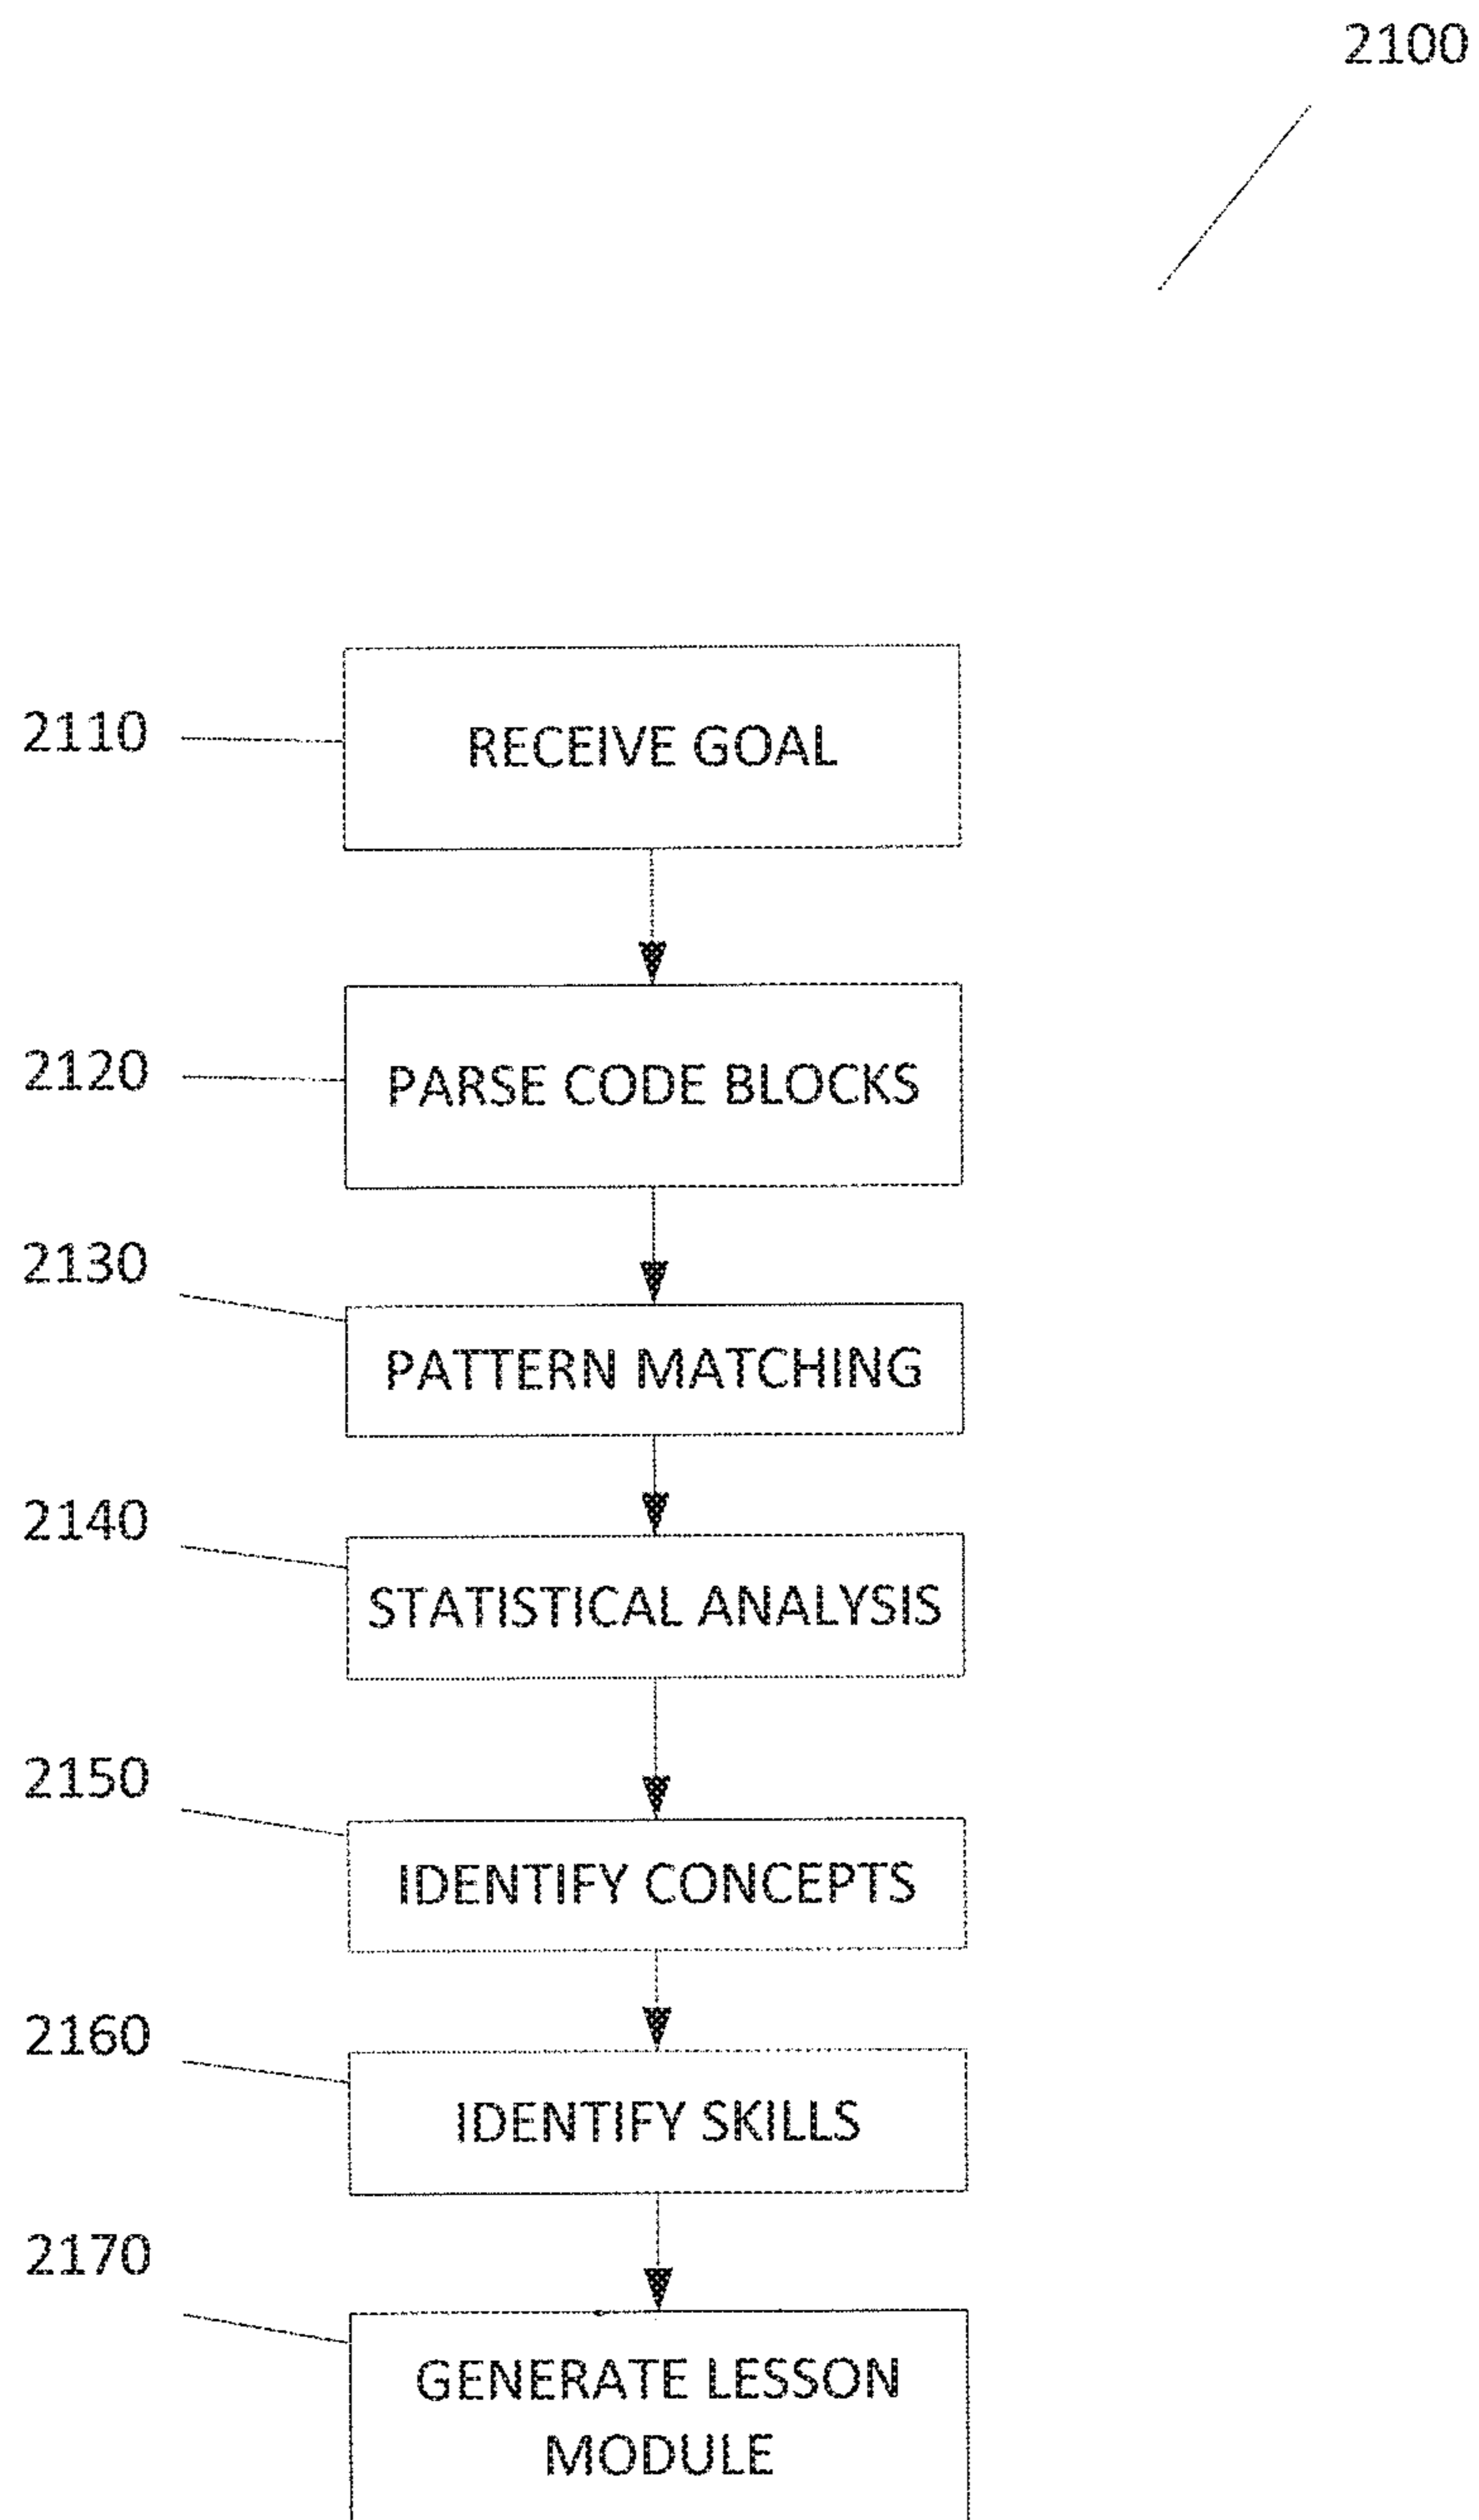 2100
2110
RECEIVE GOAL
2120
PARSE CODE BLOCKS
2130
PATTERN MATCHING
2140
STATISTICAL ANALYSIS
2150
IDENTIFY CONCEPTS
2160
IDENTIFY SKILLS
2170
GENERATE LESSON
MODULE